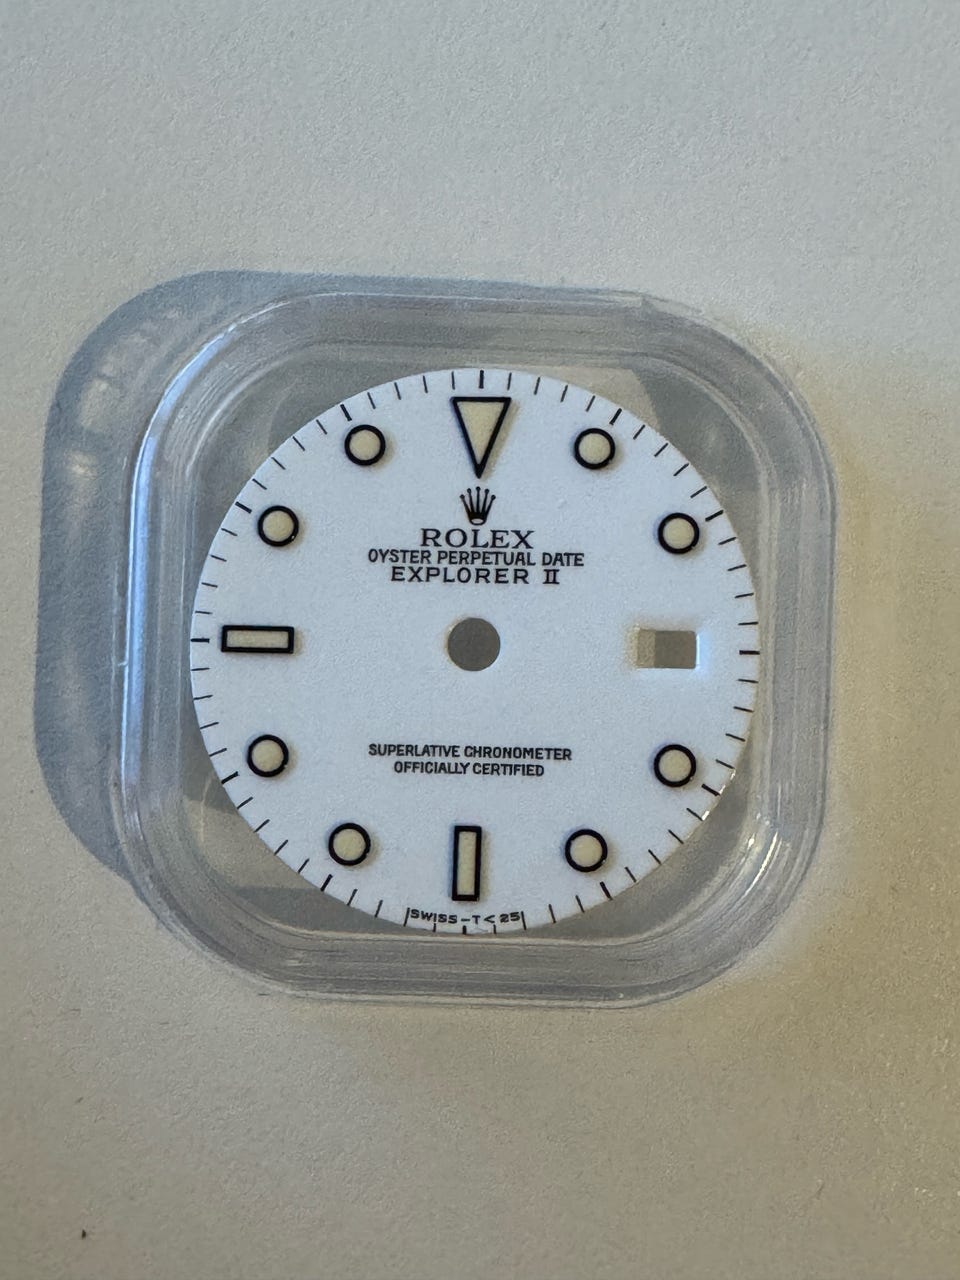 ROLEX
OYSTER PERPETUAL DATE
EXPLORER II
SUPERLATIVE CHRONOMETER
OFFICIALLY CERTIFIED
SWISS-T<25